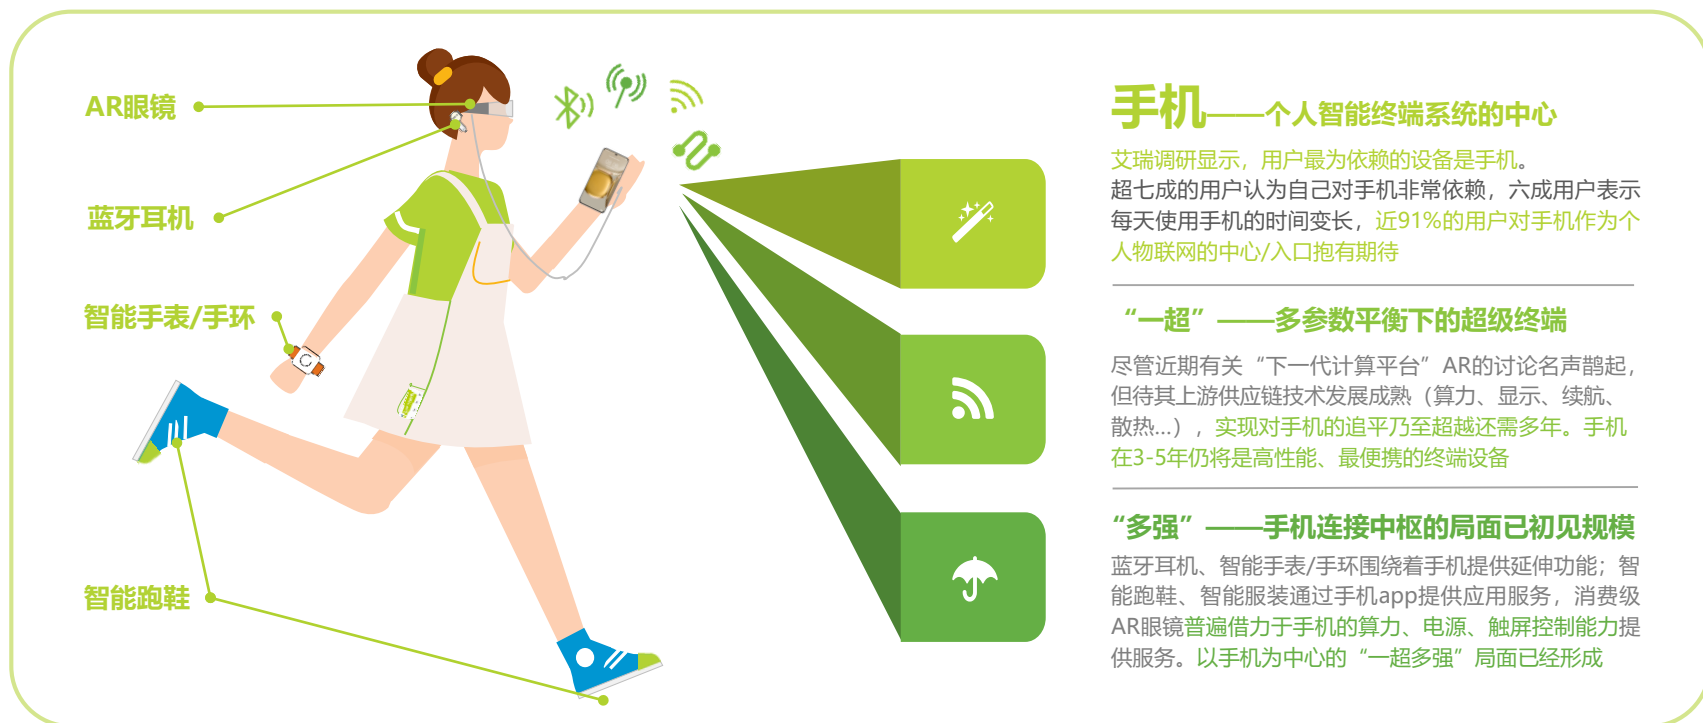 AR眼镜
蓝牙耳机
智能手表/手环
智能跑鞋
手机——个人智能终端系统的中心
艾瑞调研显示，用户最为依赖的设备是手机。
超七成的用户认为自己对手机非常依赖，六成用户表示
每天使用手机的时间变长，近91%的用户对手机作为个
人物联网的中心/入口抱有期待
“一超”——多参数平衡下的超级终端
尽管近期有关“下一代计算平台”AR的讨论名声鹊起，
但待其上游供应链技术发展成熟（算力、显示、续航、
散热...），实现对手机的追平乃至超越还需多年。手机
在3-5年仍将是高性能、最便携的终端设备
“多强”——手机连接中枢的局面已初见规模
蓝牙耳机、智能手表/手环围绕着手机提供延伸功能；智
能跑鞋、智能服装通过手机app提供应用服务，消费级
AR眼镜普遍借力于手机的算力、电源、触屏控制能力提
供服务。以手机为中心的“一超多强”局面已经形成